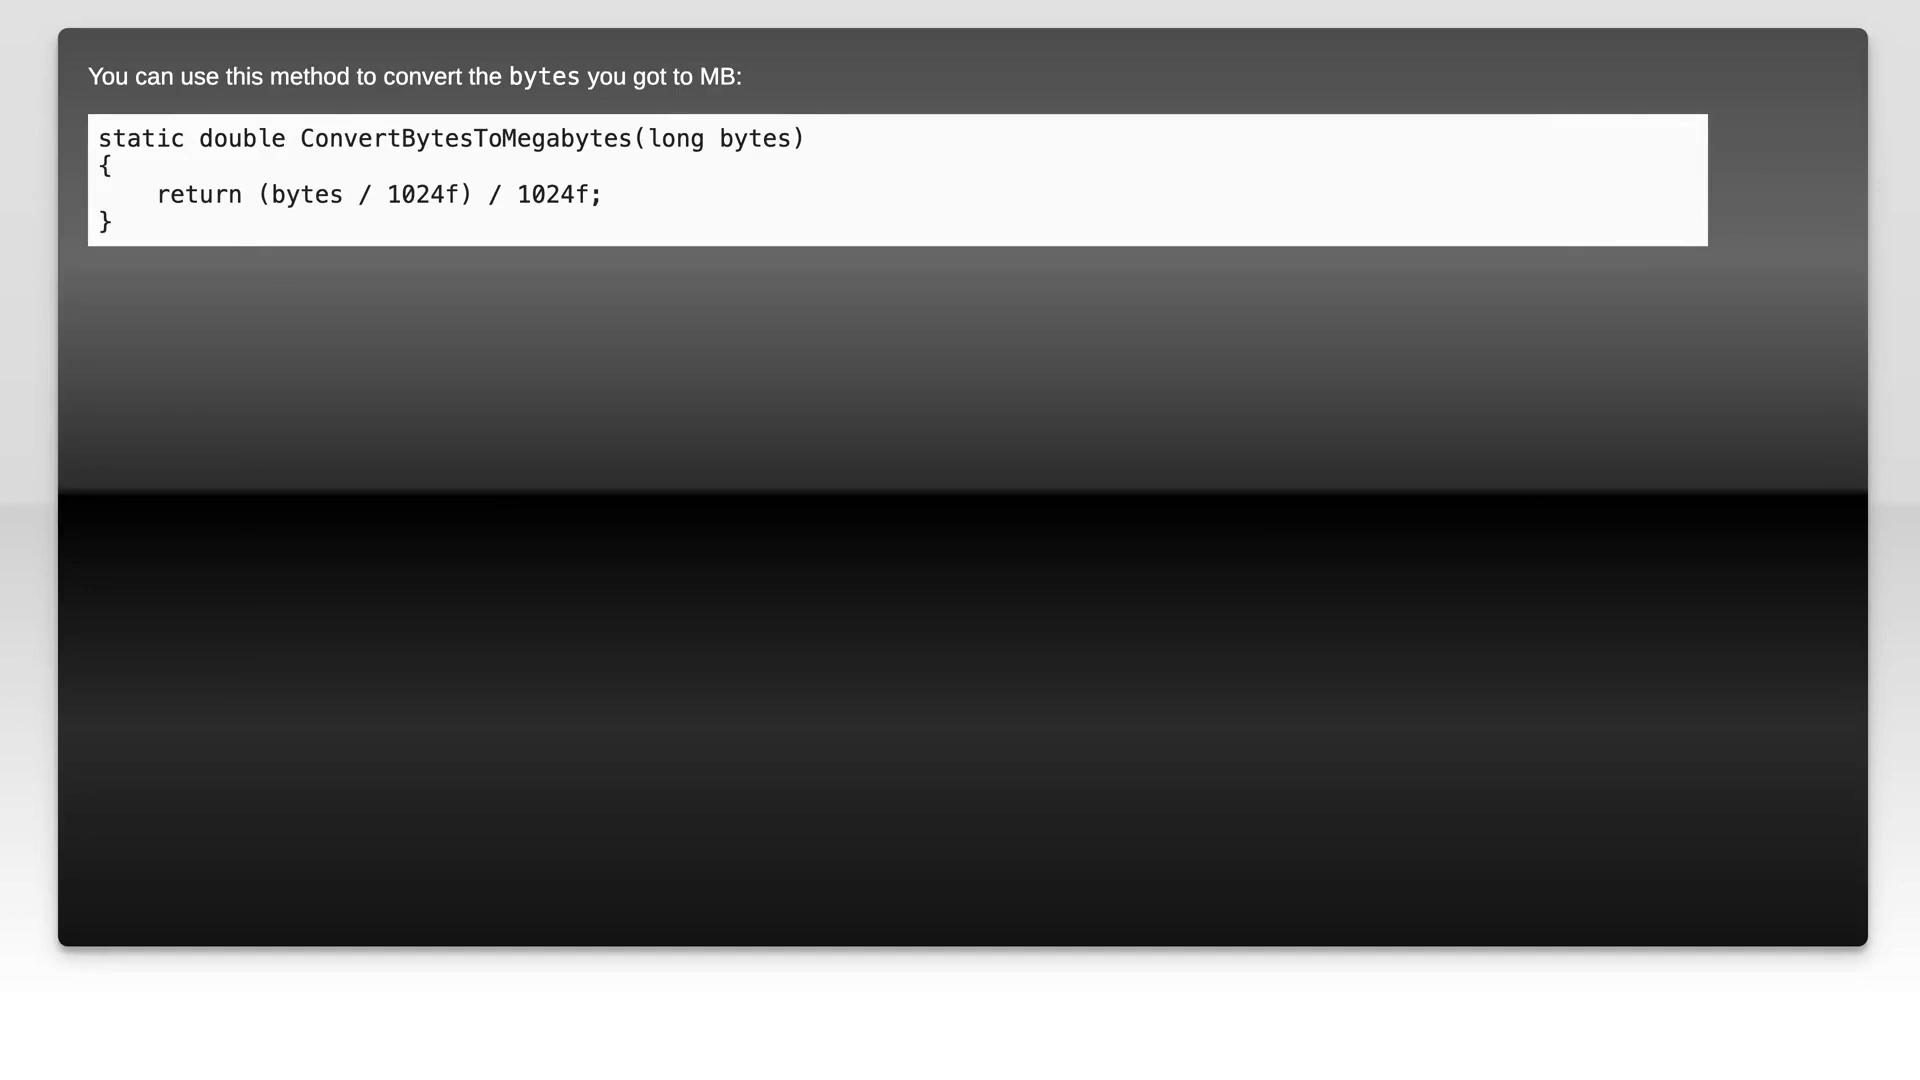 You can use this method to convert the bytes you got to MB:
static double ConvertBytesToMegabytes(long bytes)
{
    return (bytes / 1024f) / 1024f;
}